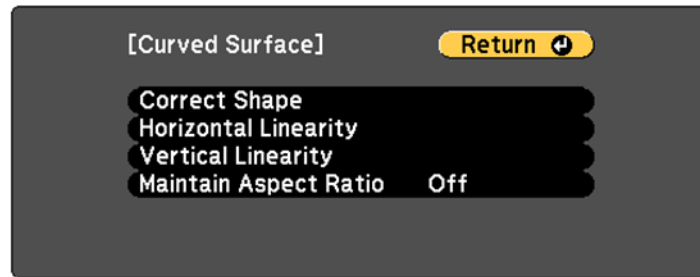 [Curved Surface] Return
Correct Shape
Horizontal Linearity
Vertical Linearity
Maintain Aspect Ratio Off